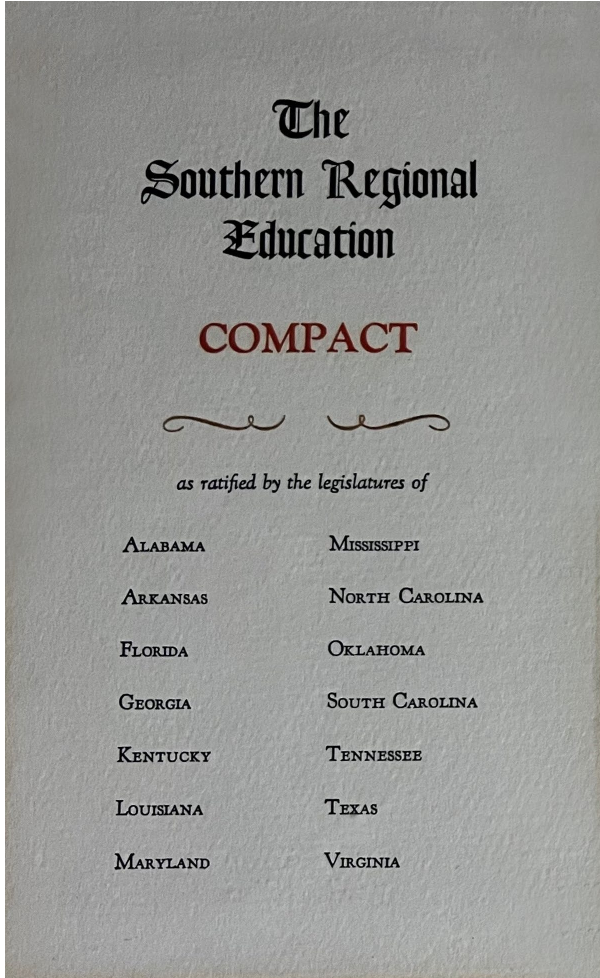 The
Southern Regional
Education
COMPACT
as ratified by the legislatures of
ALABAMA
ARKANSAS
FLORIDA
GEORGIA
KENTUCKY
LOUISIANA
MARYLAND
MISSISSIPPI
NORTH CAROLINA
OKLAHOMA
SOUTH CAROLINA
TENNESSEE
TEXAS
VIRGINIA